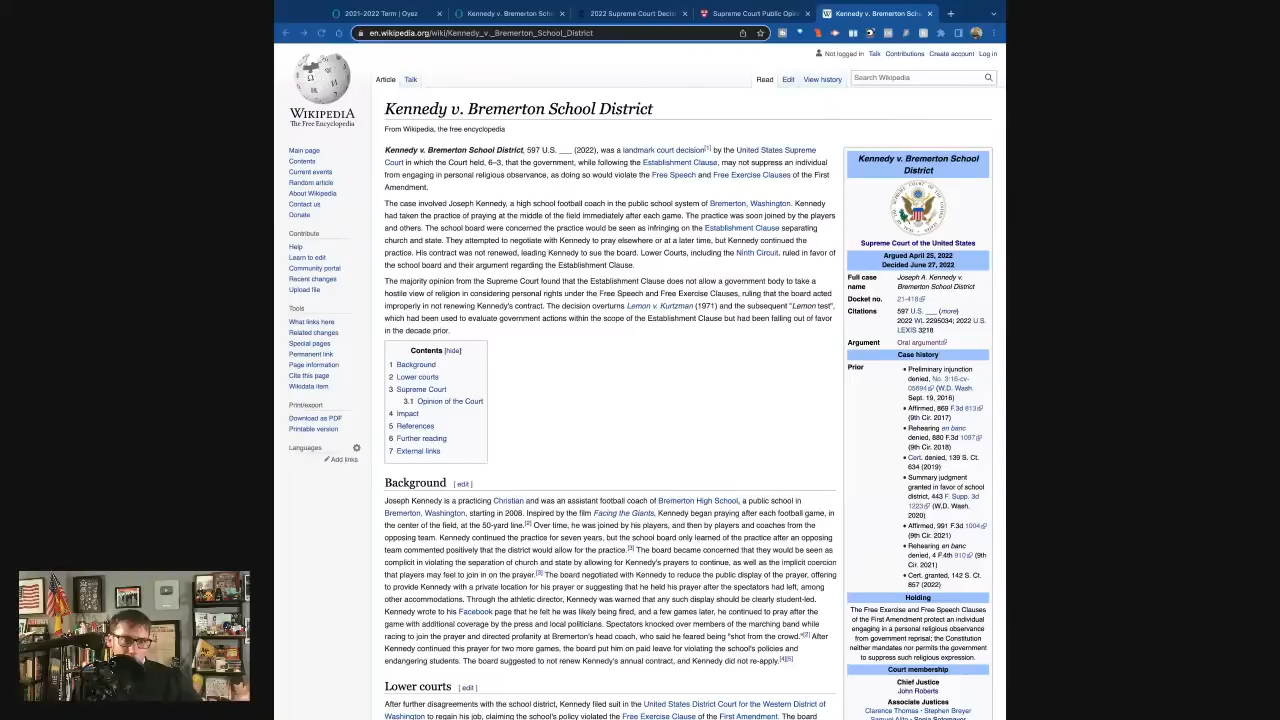 2021-2022 Term | Oyez
Kennedy v. Bremerton Scho
2022 Supreme Court Decisi
Supreme Court Public Opin
Kennedy v. Bremerton Scho
en.wikipedia.org/wiki/Kennedy_v._Bremerton_School_District
Not logged in Talk Contributions Create account Log in
Article Talk
Read Edit View history
Search Wikipedia
WIKIPEDIA
The Free Encyclopedia
Main page
Contents
Current events
Random article
About Wikipedia
Contact us
Donate
Contribute
Help
Learn to edit
Community portal
Recent changes
Upload file
Tools
What links here
Related changes
Special pages
Permanent link
Page information
Cite this page
Wikidata item
Print/export
Download as PDF
Printable version
Languages
Add links
Kennedy v. Bremerton School District
From Wikipedia, the free encyclopedia
Kennedy v. Bremerton School District, 597 U.S. ___ (2022), was a landmark court decision[1] by the United States Supreme
Court in which the Court held, 6–3, that the government, while following the Establishment Clause, may not suppress an individual
from engaging in personal religious observance, as doing so would violate the Free Speech and Free Exercise Clauses of the First
Amendment.
The case involved Joseph Kennedy, a high school football coach in the public school system of Bremerton, Washington. Kennedy
had taken the practice of praying at the middle of the field immediately after each game. The practice was soon joined by the players
and others. The school board were concerned the practice would be seen as infringing on the Establishment Clause separating
church and state. They attempted to negotiate with Kennedy to pray elsewhere or at a later time, but Kennedy continued the
practice. His contract was not renewed, leading Kennedy to sue the board. Lower Courts, including the Ninth Circuit, ruled in favor of
the school board and their argument regarding the Establishment Clause.
The majority opinion from the Supreme Court found that the Establishment Clause does not allow a government body to take a
hostile view of religion in considering personal rights under the Free Speech and Free Exercise Clauses, ruling that the board acted
improperly in not renewing Kennedy's contract. The decision overturns Lemon v. Kurtzman (1971) and the subsequent "Lemon test",
which had been used to evaluate government actions within the scope of the Establishment Clause but had been falling out of favor
in the decade prior.
Contents [hide]
1 Background
2 Lower courts
3 Supreme Court
3.1 Opinion of the Court
4 Impact
5 References
6 Further reading
7 External links
Background [ edit ]
Joseph Kennedy is a practicing Christian and was an assistant football coach of Bremerton High School, a public school in
Bremerton, Washington, starting in 2008. Inspired by the film Facing the Giants, Kennedy began praying after each football game, in
the center of the field, at the 50-yard line.[2] Over time, he was joined by his players, and then by players and coaches from the
opposing team. Kennedy continued the practice for seven years, but the school board only learned of the practice after an opposing
team commented positively that the district would allow for the practice.[3] The board became concerned that they would be seen as
complicit in violating the separation of church and state by allowing for Kennedy's prayers to continue, as well as the implicit coercion
that players may feel to join in on the prayer.[3] The board negotiated with Kennedy to reduce the public display of the prayer, offering
to provide Kennedy with a private location for his prayer or suggesting that he held his prayer after the spectators had left, among
other accommodations. Through the athletic director, Kennedy was warned that any such display should be clearly student-led.
Kennedy wrote to his Facebook page that he felt he was likely being fired, and a few games later, he continued to pray after the
game with additional coverage by the press and local politicians. Spectators knocked over members of the marching band while
racing to join the prayer and directed profanity at Bremerton's head coach, who said he feared being "shot from the crowd."[2] After
Kennedy continued this prayer for two more games, the board put him on paid leave for violating the school's policies and
endangering students. The board suggested to not renew Kennedy's annual contract, and Kennedy did not re-apply.[4][5]
Lower courts [ edit ]
After further disagreements with the school district, Kennedy filed suit in the United States District Court for the Western District of
Washington to regain his job, claiming the school's policy violated the Free Exercise Clause of the First Amendment. The board
Kennedy v. Bremerton School
District
Supreme Court of the United States
Argued April 25, 2022
Decided June 27, 2022
Full case name Joseph A. Kennedy v. Bremerton School District
Docket no. 21-418
Citations 597 U.S. ___ (more)
2022 WL 2295034; 2022 U.S.
LEXIS 3218
Argument Oral argument
Case history
Prior
Preliminary injunction
denied, No. 3:16-cv-
05694 (W.D. Wash.
Sept. 19, 2016)
Affirmed, 869 F.3d 813
(9th Cir. 2017)
Rehearing en banc
denied, 880 F.3d 1097
(9th Cir. 2018)
Cert. denied, 139 S. Ct.
634 (2019)
Summary judgment
granted in favor of school
district, 443 F. Supp. 3d
1223 (W.D. Wash.
2020)
Affirmed, 991 F.3d 1004
(9th Cir. 2021)
Rehearing en banc
denied, 4 F.4th 910 (9th
Cir. 2021)
Cert. granted, 142 S. Ct.
857 (2022)
Holding
The Free Exercise and Free Speech Clauses
of the First Amendment protect an individual
engaging in a personal religious observance
from government reprisal; the Constitution
neither mandates nor permits the government
to suppress such religious expression.
Court membership
Chief Justice
John Roberts
Associate Justices
Clarence Thomas · Stephen Breyer
Samuel Alito · Sonia Sotomayor